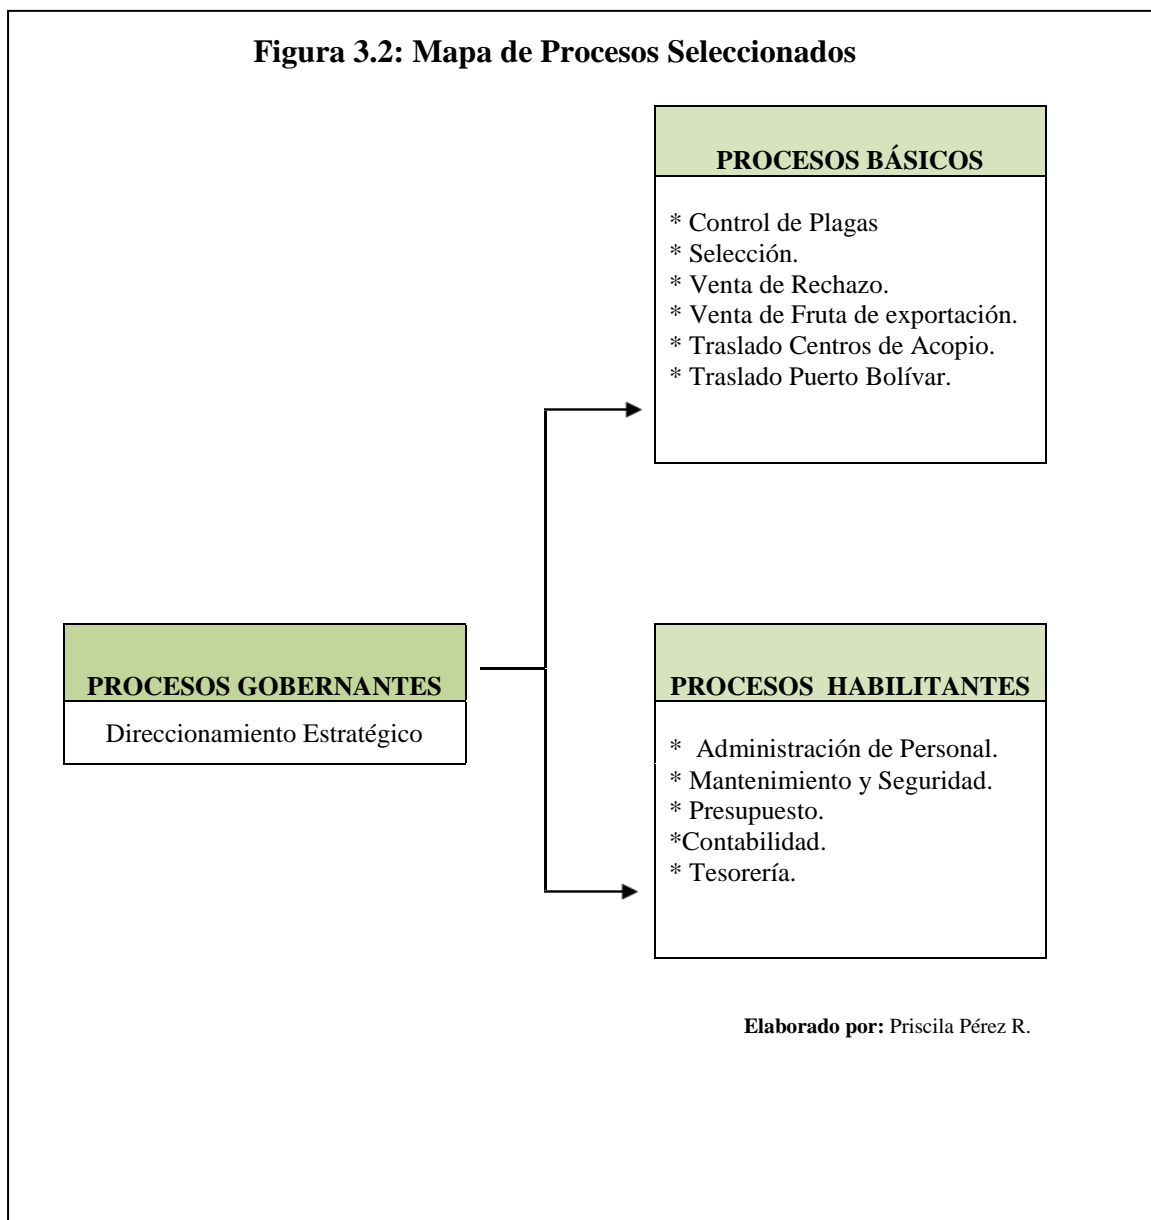 Figura 3.2: Mapa de Procesos Seleccionados
PROCESOS BÁSICOS
* Control de Plagas
* Selección.
* Venta de Rechazo.
* Venta de Fruta de exportación.
* Traslado Centros de Acopio.
* Traslado Puerto Bolívar.
PROCESOS GOBERNANTES
Direccionamiento Estratégico
PROCESOS HABILITANTES
* Administración de Personal.
* Mantenimiento y Seguridad.
* Presupuesto.
*Contabilidad.
* Tesorería.
Elaborado por: Priscila Pérez R.